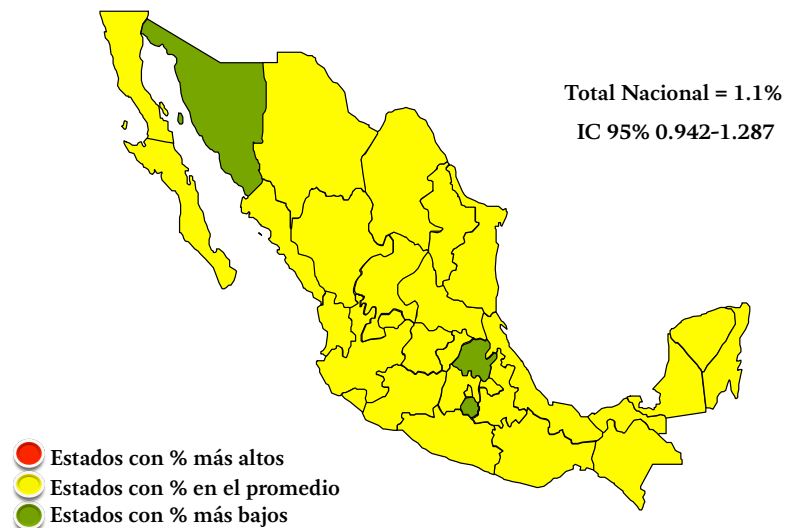 Total Nacional = 1.1%
IC 95% 0.942-1.287
Estados con % más altos
Estados con % en el promedio
Estados con % más bajos